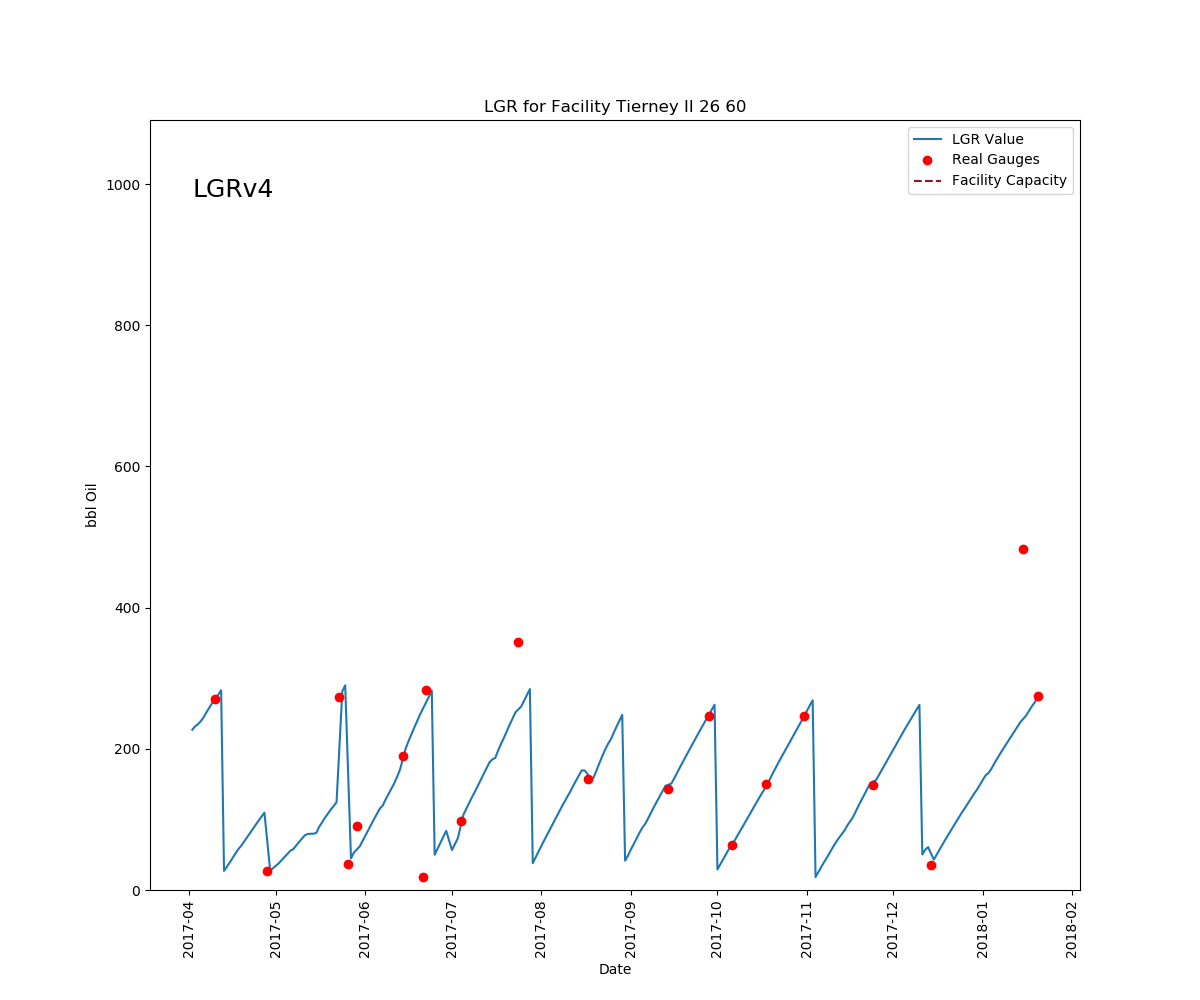 LGR for Facility Tierney II 26 60
LGRv4
LGR Value
Real Gauges
Facility Capacity
1000
800
600
400
200
0
bbl Oil
2017-04
2017-05
2017-06
2017-07
2017-08
2017-09
2017-10
2017-11
2017-12
2018-01
2018-02
Date